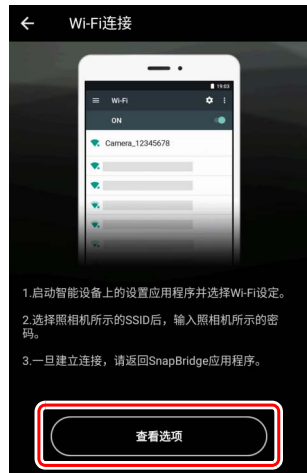 Wi-Fi连接
19:03
Wi-Fi
ON
Camera_12345678
1.启动智能设备上的设置应用程序并选择Wi-Fi设定。
2.选择照相机所示的SSID后，输入照相机所示的密
码。
3.一旦建立连接，请返回SnapBridge应用程序。
查看选项